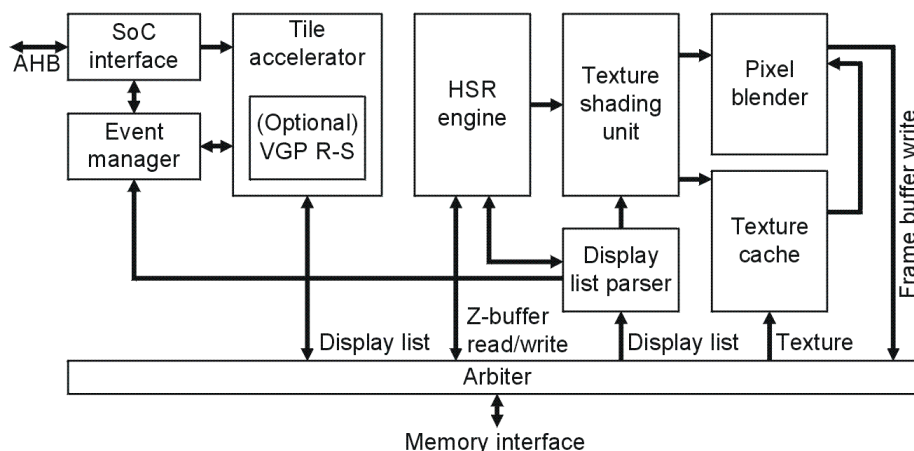 AHB
SoC
interface
Tile
accelerator
(Optional)
VGP R-S
Event
manager
HSR
engine
Texture
shading
unit
Pixel
blender
Texture
cache
Display
list parser
Frame buffer write
Display list
Z-buffer
read/write
Display list
Texture
Arbiter
Memory interface